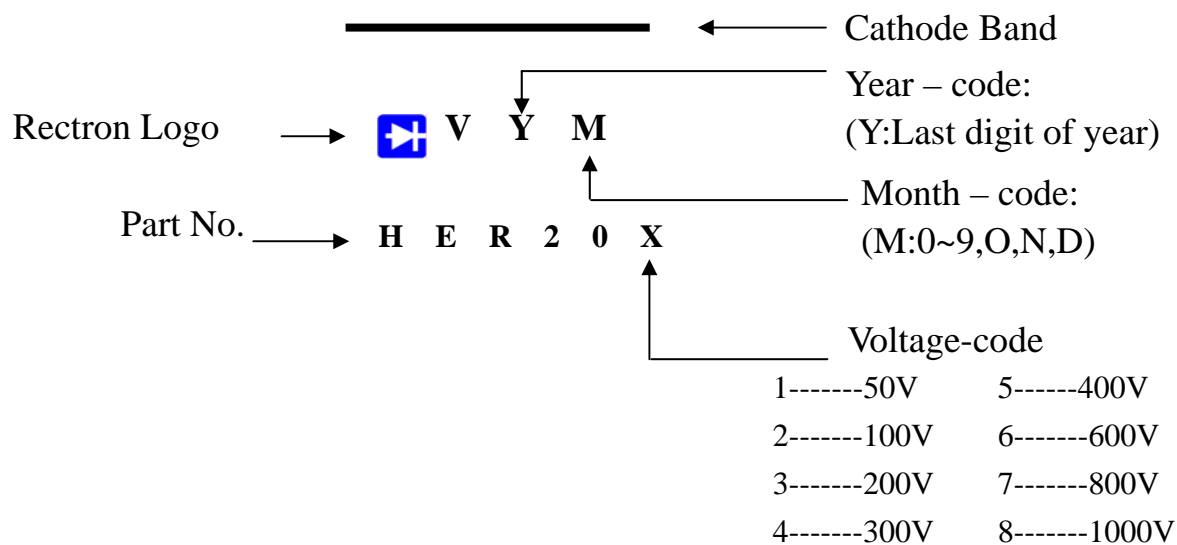 Cathode Band
Year – code:
(Y:Last digit of year)
Rectron Logo
V Y M
Month – code:
(M:0~9,O,N,D)
Part No.
H E R 2 0 X
Voltage-code
1-------50V 5------400V
2-------100V 6-------600V
3-------200V 7-------800V
4-------300V 8-------1000V